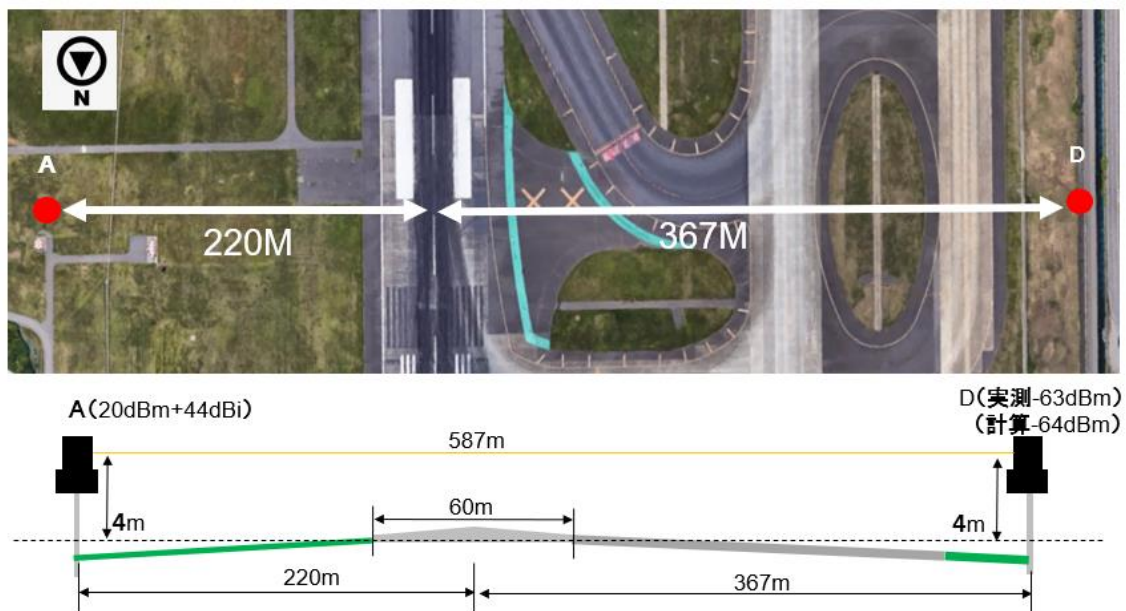 N
A
D
220M
367M
A(20dBm+44dBi)
D(実測-63dBm)
(計算-64dBm)
587m
60m
4m
4m
220m
367m